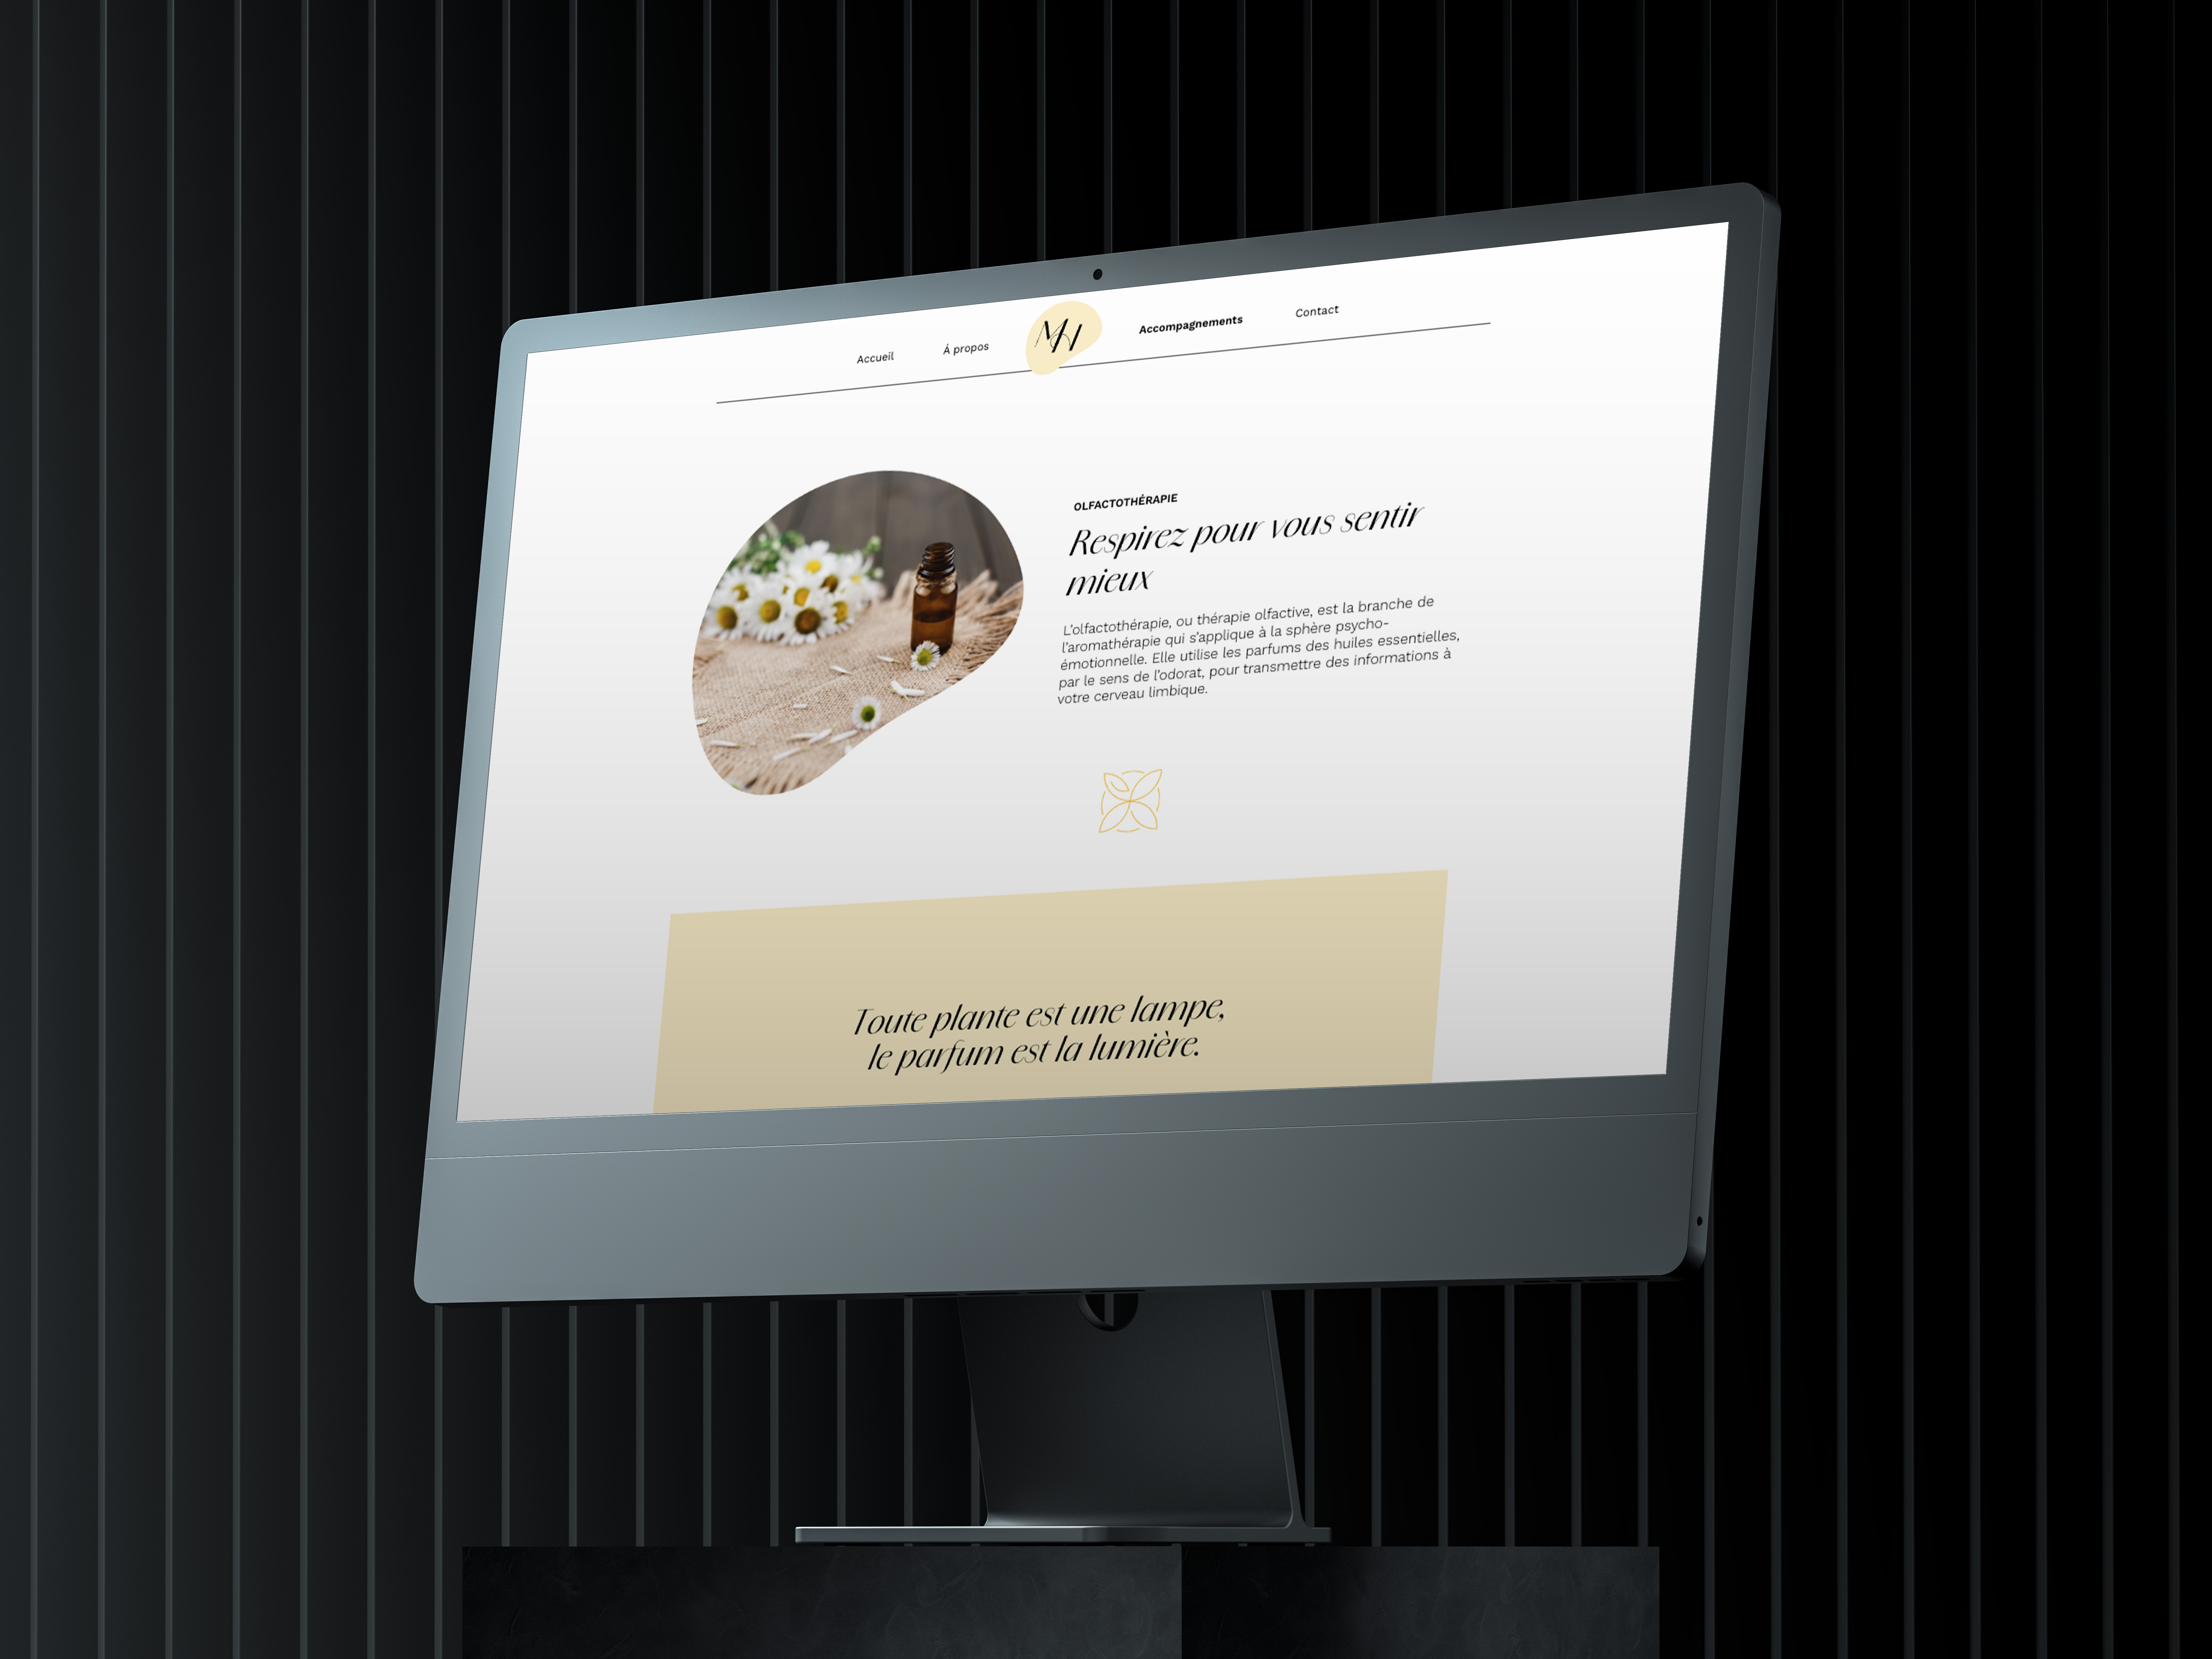 Accueil
Á propos
MH
Accompagnements
Contact
OLFACTOTHÉRAPIE
Respirez pour vous sentir
mieux
L'olfactothérapie, ou thérapie olfactive, est la branche de
l'aromathérapie qui s'applique à la sphère psycho-
émotionnelle. Elle utilise les parfums des huiles essentielles,
par le sens de l'odorat, pour transmettre des informations à
votre cerveau limbique.
Toute plante est une lampe,
le parfum est la lumière.